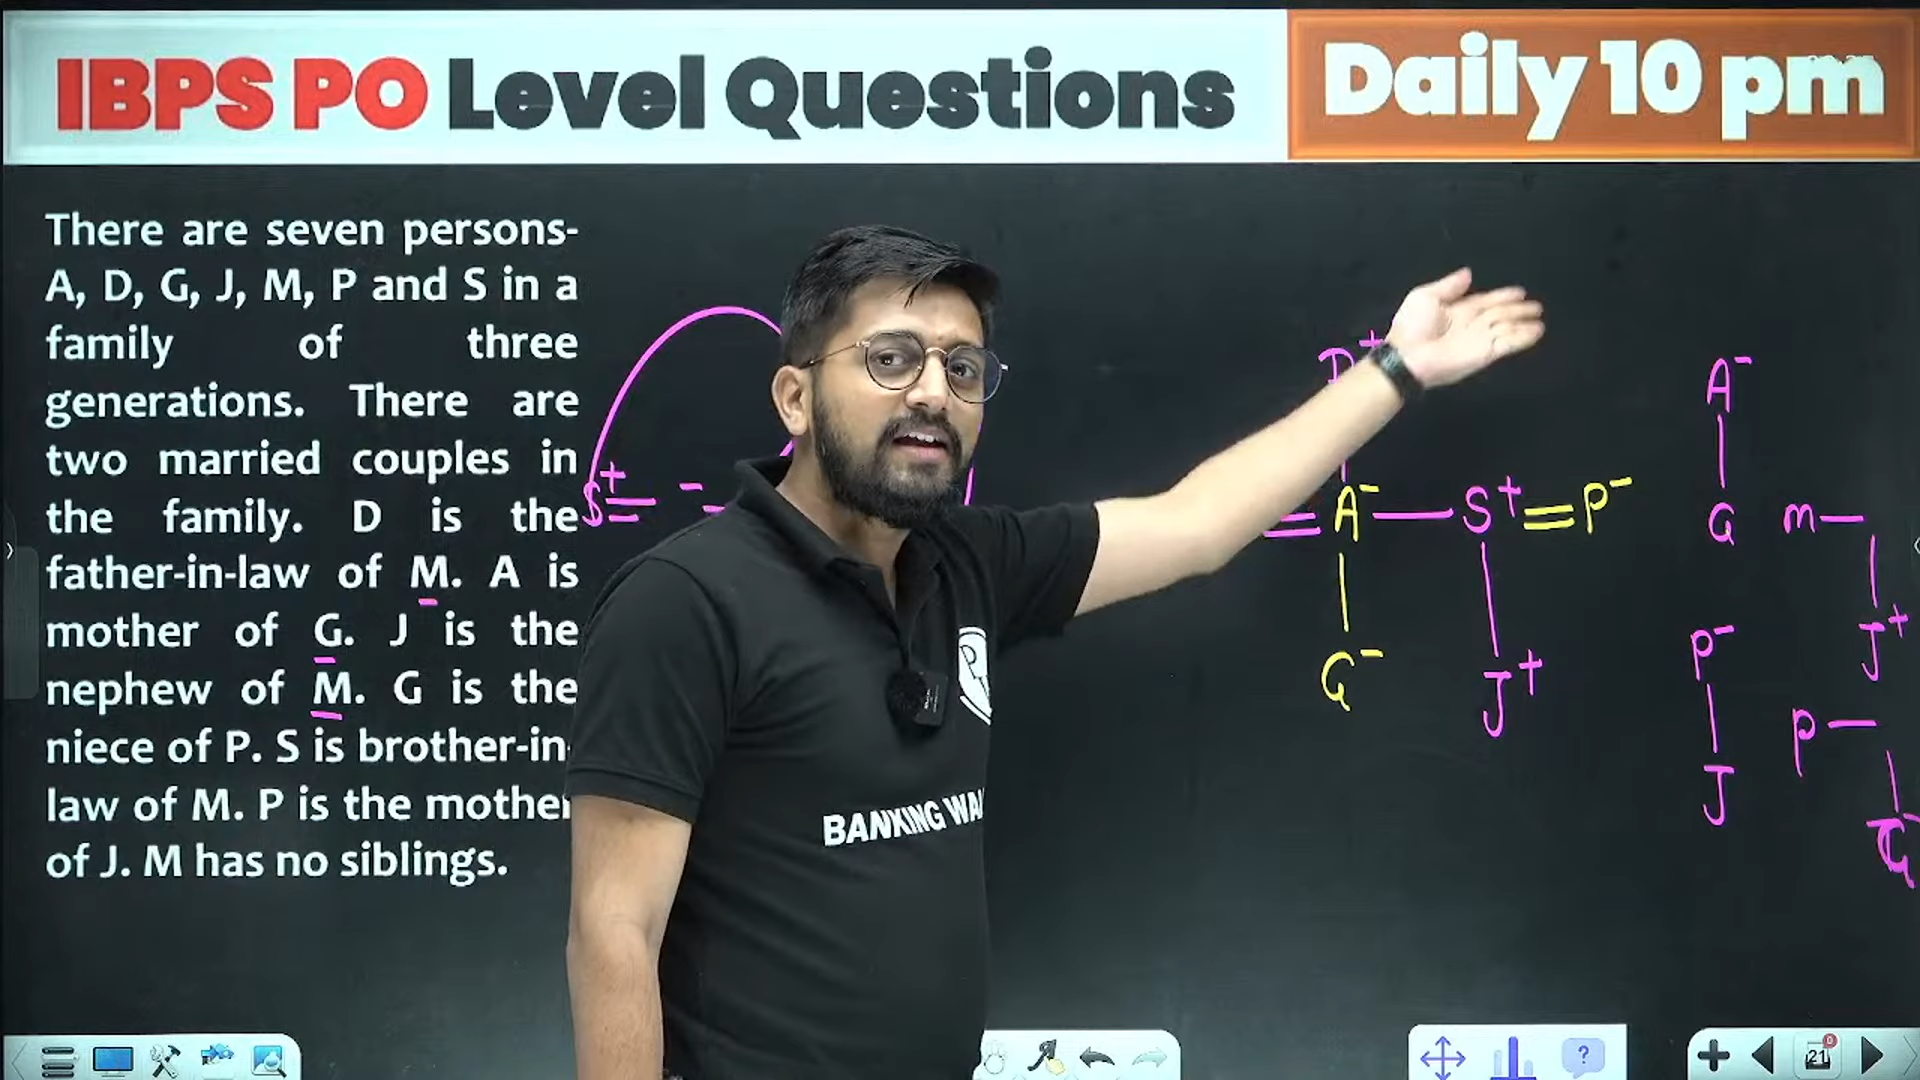 IBPS PO Level Questions
Daily 10 pm
There are seven persons-
A, D, G, J, M, P and S in a
family of three
generations. There are
two married couples in
the family. D is the
father-in-law of M. A is
mother of G. J is the
nephew of M. G is the
niece of P. S is brother-in-
law of M. P is the mother
of J. M has no siblings.
S+ = -
D+
= A- — S+ = P-
G- J+
A-
G m—
J+
P- P—
J G-
BANKING WA
21